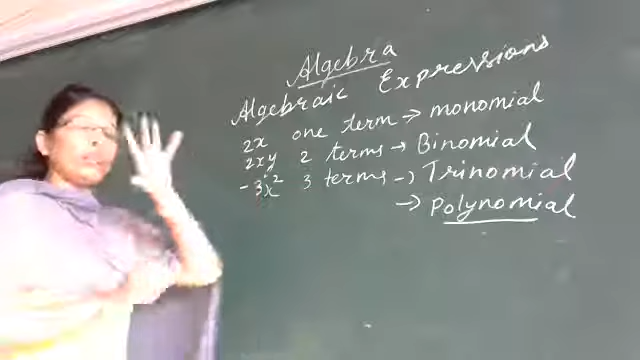 Algebra
Algebraic Expressions
2x one term → monomial
2xy 2 terms → Binomial
-3x² 3 terms → Trinomial
→ Polynomial